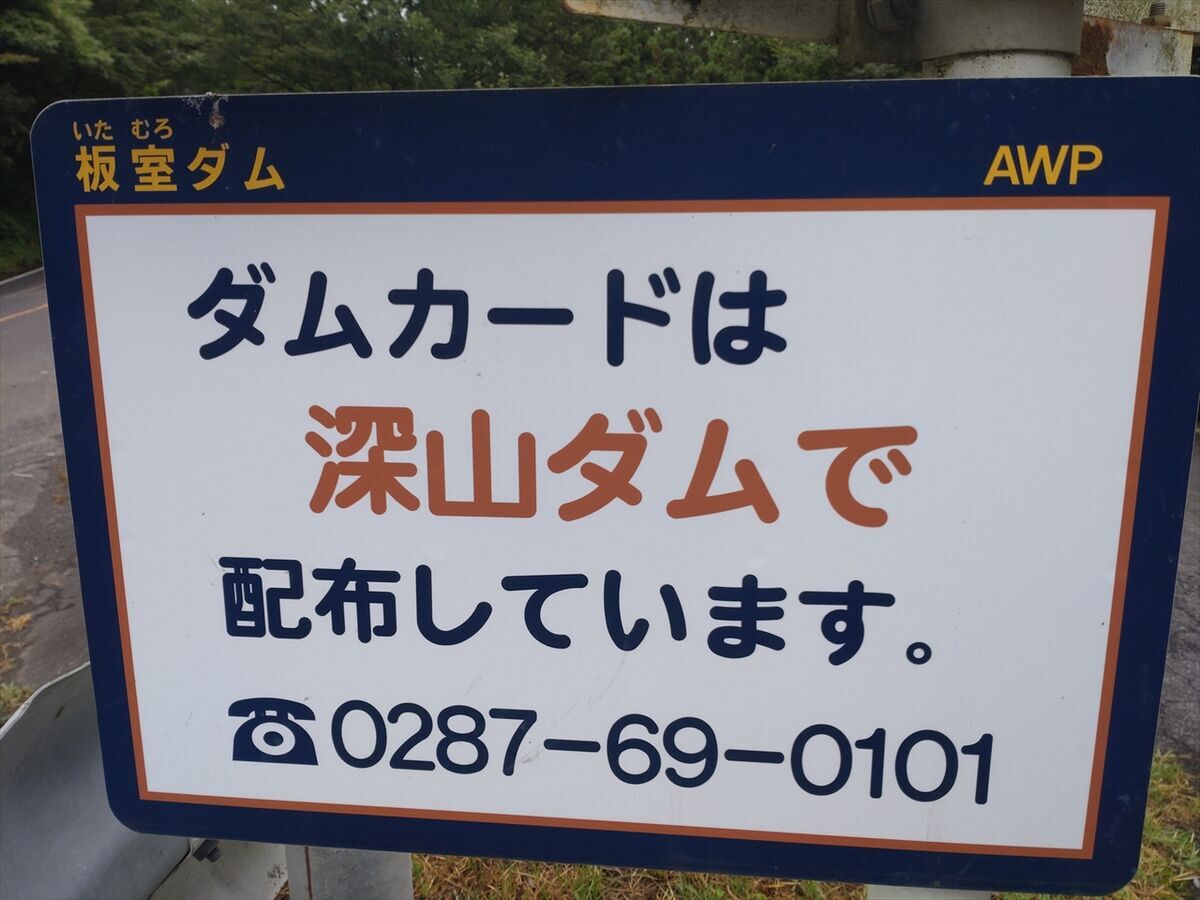 いた むろ
板室ダム
AWP
ダムカードは
深山ダムで
配布しています。
☎0287-69-0101